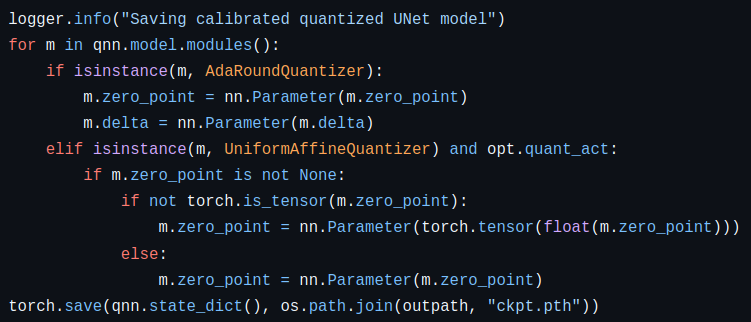 logger.info("Saving calibrated quantized UNet model")
for m in qnn.model.modules():
    if isinstance(m, AdaRoundQuantizer):
        m.zero_point = nn.Parameter(m.zero_point)
        m.delta = nn.Parameter(m.delta)
    elif isinstance(m, UniformAffineQuantizer) and opt.quant_act:
        if m.zero_point is not None:
            if not torch.is_tensor(m.zero_point):
                m.zero_point = nn.Parameter(torch.tensor(float(m.zero_point)))
            else:
                m.zero_point = nn.Parameter(m.zero_point)
torch.save(qnn.state_dict(), os.path.join(outpath, "ckpt.pth"))